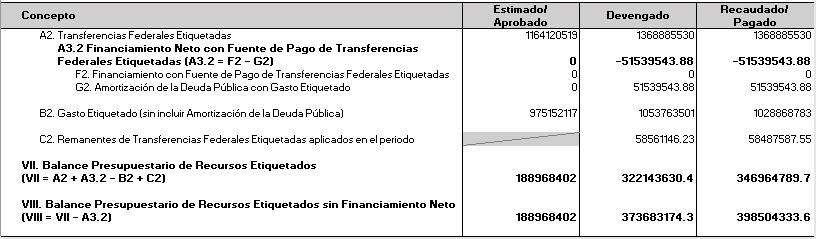 Concepto Estimado/ Aprobado Devengado Recaudado/ Pagado
A2. Transferencias Federales Etiquetadas 1164120519 1368885530 1368885530
A3.2 Financiamiento Neto con Fuente de Pago de Transferencias
Federales Etiquetadas (A3.2 = F2 - G2) 0 -51539543.88 -51539543.88
F2. Financiamiento con Fuente de Pago de Transferencias Federales Etiquetadas 0 0 0
G2. Amortización de la Deuda Pública con Gasto Etiquetado 0 51539543.88 51539543.88
B2. Gasto Etiquetado (sin incluir Amortización de la Deuda Pública) 975152117 1053763501 1028868783
C2. Remanentes de Transferencias Federales Etiquetadas aplicados en el periodo 58561146.23 58487587.55
VII. Balance Presupuestario de Recursos Etiquetados
(VII = A2 + A3.2 - B2 + C2) 188968402 322143630.4 346964789.7
VIII. Balance Presupuestario de Recursos Etiquetados sin Financiamiento Neto
(VIII = VII - A3.2) 188968402 373683174.3 398504333.6